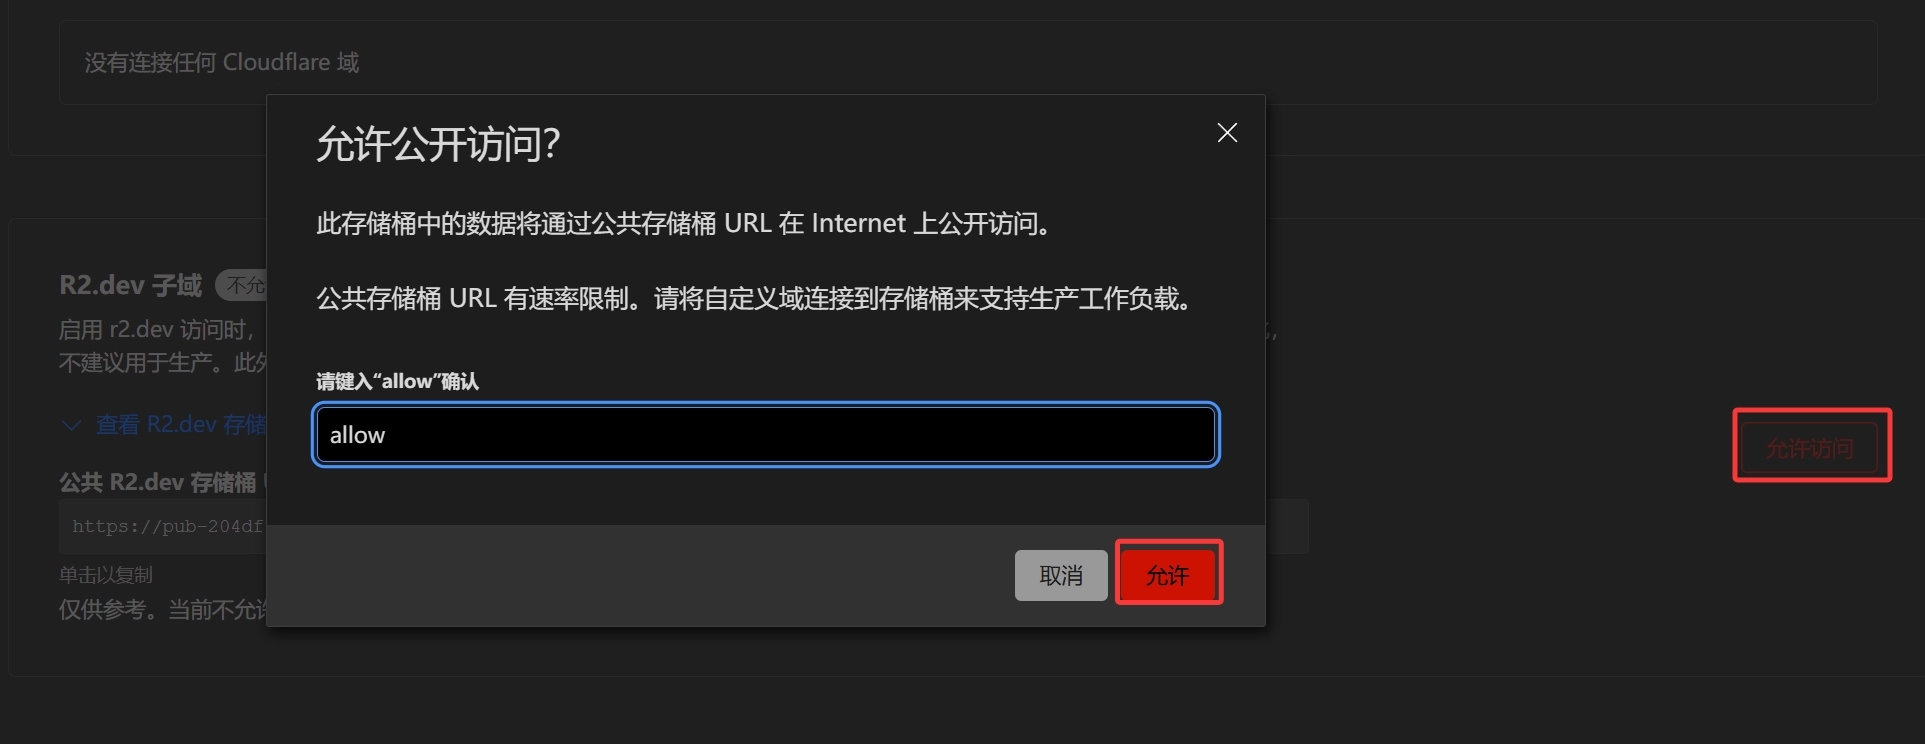 没有连接任何 Cloudflare 域
允许公开访问?
此存储桶中的数据将通过公共存储桶 URL 在 Internet 上公开访问。
公共存储桶 URL 有速率限制。请将自定义域连接到存储桶来支持生产工作负载。
请键入“allow”确认
allow
取消
允许
R2.dev 子域
不允
启用 r2.dev 访问时,
不建议用于生产。此外
查看 R2.dev 存储
公共 R2.dev 存储桶
https://pub-204df
单击以复制
仅供参考。当前不允许
允许访问